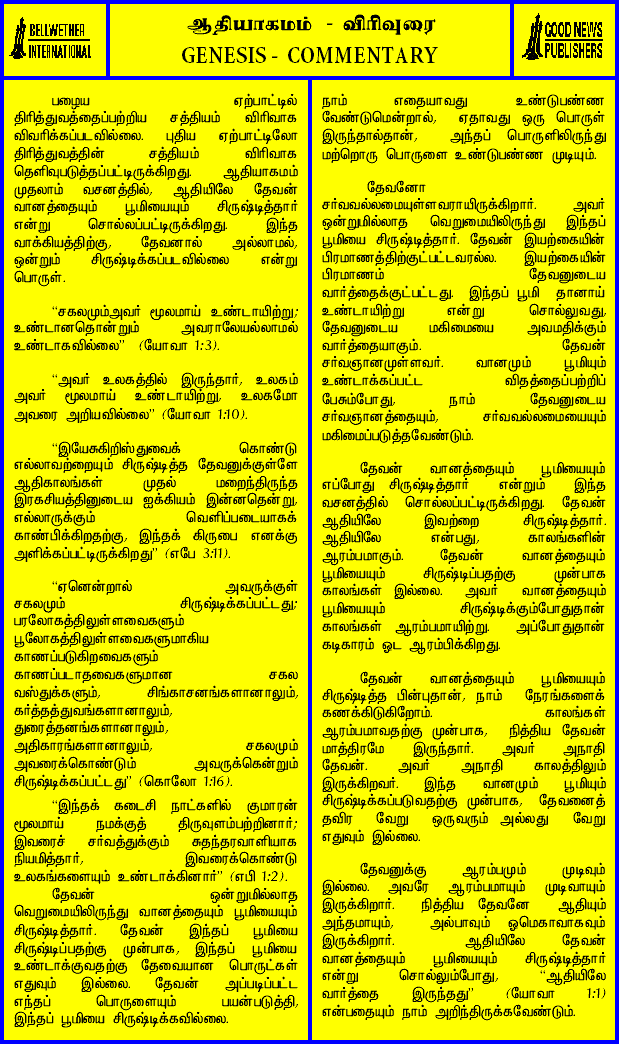 BELLWETHER
INTERNATIONAL
ஆதியாகமம் - விரிவுரை
GENESIS - COMMENTARY
GOOD NEWS
PUBLISHERS
பழைய ஏற்பாட்டில்
திரித்துவத்தைப்பற்றிய சத்தியம் விரிவாக
விவரிக்கப்படவில்லை. புதிய ஏற்பாட்டிலோ
திரித்துவத்தின் சத்தியம் விரிவாக
தெளிவுபடுத்தப்பட்டிருக்கிறது. ஆதியாகமம்
முதலாம் வசனத்தில், ஆதியிலே தேவன்
வானத்தையும் பூமியையும் சிருஷ்டித்தார்
என்று சொல்லப்பட்டிருக்கிறது. இந்த
வாக்கியத்திற்கு, தேவனால் அல்லாமல்,
ஒன்றும் சிருஷ்டிக்கப்படவில்லை என்று
பொருள்.
“சகலமும்அவர் மூலமாய் உண்டாயிற்று;
உண்டானதொன்றும் அவராலேயல்லாமல்
உண்டாகவில்லை” (யோவா 1:3).
“அவர் உலகத்தில் இருந்தார், உலகம்
அவர் மூலமாய் உண்டாயிற்று, உலகமோ
அவரை அறியவில்லை” (யோவா 1:10).
“இயேசுகிறிஸ்துவைக் கொண்டு
எல்லாவற்றையும் சிருஷ்டித்த தேவனுக்குள்ளே
ஆதிகாலங்கள் முதல் மறைந்திருந்த
இரகசியத்தினுடைய ஐக்கியம் இன்னதென்று,
எல்லாருக்கும் வெளிப்படையாகக்
காண்பிக்கிறதற்கு, இந்தக் கிருபை எனக்கு
அளிக்கப்பட்டிருக்கிறது” (எபே 3:11).
“ஏனென்றால் அவருக்குள்
சகலமும் சிருஷ்டிக்கப்பட்டது;
பரலோகத்திலுள்ளவைகளும்
பூலோகத்திலுள்ளவைகளுமாகிய
காணப்படுகிறவைகளும்
காணப்படாதவைகளுமான சகல
வஸ்துக்களும், சிங்காசனங்களானாலும்,
கர்த்தத்துவங்களானாலும்,
துரைத்தனங்களானாலும்,
அதிகாரங்களானாலும், சகலமும்
அவரைக்கொண்டும் அவருக்கென்றும்
சிருஷ்டிக்கப்பட்டது” (கொலோ 1:16).
“இந்தக் கடைசி நாட்களில் குமாரன்
மூலமாய் நமக்குத் திருவுளம்பற்றினார்;
இவரைச் சர்வத்துக்கும் சுதந்தரவாளியாக
நியமித்தார், இவரைக்கொண்டு
உலகங்களையும் உண்டாக்கினார்” (எபி 1:2).
தேவன் ஒன்றுமில்லாத
வெறுமையிலிருந்து வானத்தையும் பூமியையும்
சிருஷ்டித்தார். தேவன் இந்தப் பூமியை
சிருஷ்டிப்பதற்கு முன்பாக, இந்தப் பூமியை
உண்டாக்குவதற்கு தேவையான பொருட்கள்
எதுவும் இல்லை. தேவன் அப்படிப்பட்ட
எந்தப் பொருளையும் பயன்படுத்தி,
இந்தப் பூமியை சிருஷ்டிக்கவில்லை.
நாம் எதையாவது உண்டுபண்ண
வேண்டுமென்றால், ஏதாவது ஒரு பொருள்
இருந்தால்தான், அந்தப் பொருளிலிருந்து
மற்றொரு பொருளை உண்டுபண்ண முடியும்.
தேவனோ
சர்வவல்லமையுள்ளவராயிருக்கிறார். அவர்
ஒன்றுமில்லாத வெறுமையிலிருந்து இந்தப்
பூமியை சிருஷ்டித்தார். தேவன் இயற்கையின்
பிரமாணத்திற்குட்பட்டவரல்ல. இயற்கையின்
பிரமாணம் தேவனுடைய
வார்த்தைக்குட்பட்டது. இந்தப் பூமி தானாய்
உண்டாயிற்று என்று சொல்லுவது,
தேவனுடைய மகிமையை அவமதிக்கும்
வார்த்தையாகும். தேவன்
சர்வஞானமுள்ளவர். வானமும் பூமியும்
உண்டாக்கப்பட்ட விதத்தைப்பற்றிப்
பேசும்போது, நாம் தேவனுடைய
சர்வஞானத்தையும், சர்வவல்லமையையும்
மகிமைப்படுத்தவேண்டும்.
தேவன் வானத்தையும் பூமியையும்
எப்போது சிருஷ்டித்தார் என்றும் இந்த
வசனத்தில் சொல்லப்பட்டிருக்கிறது. தேவன்
ஆதியிலே இவற்றை சிருஷ்டித்தார்.
ஆதியிலே என்பது, காலங்களின்
ஆரம்பமாகும். தேவன் வானத்தையும்
பூமியையும் சிருஷ்டிப்பதற்கு முன்பாக
காலங்கள் இல்லை. அவர் வானத்தையும்
பூமியையும் சிருஷ்டிக்கும்போதுதான்
காலங்கள் ஆரம்பமாயிற்று. அப்போதுதான்
கடிகாரம் ஓட ஆரம்பிக்கிறது.
தேவன் வானத்தையும் பூமியையும்
சிருஷ்டித்த பின்புதான், நாம் நேரங்களைக்
கணக்கிடுகிறோம். காலங்கள்
ஆரம்பமாவதற்கு முன்பாக, நித்திய தேவன்
மாத்திரமே இருந்தார். அவர் அநாதி
தேவன். அவர் அநாதி காலத்திலும்
இருக்கிறவர். இந்த வானமும் பூமியும்
சிருஷ்டிக்கப்படுவதற்கு முன்பாக, தேவனைத்
தவிர வேறு ஒருவரும் அல்லது வேறு
எதுவும் இல்லை.
தேவனுக்கு ஆரம்பமும் முடிவும்
இல்லை. அவரே ஆரம்பமாயும் முடிவாயும்
இருக்கிறார். நித்திய தேவனே ஆதியும்
அந்தமாயும், அல்பாவும் ஒமெகாவாகவும்
இருக்கிறார். ஆதியிலே தேவன்
வானத்தையும் பூமியையும் சிருஷ்டித்தார்
என்று சொல்லும்போது, “ஆதியிலே
வார்த்தை இருந்தது” (யோவா 1:1)
என்பதையும் நாம் அறிந்திருக்கவேண்டும்.